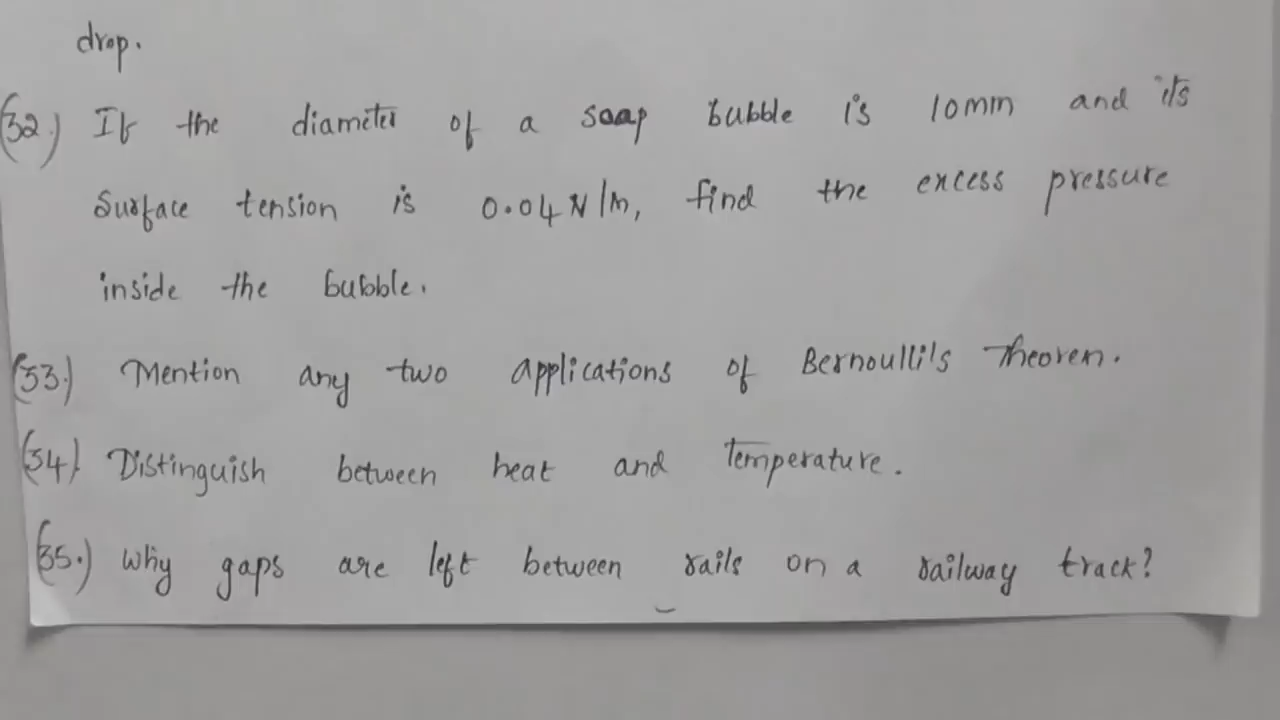 drop.
(32.) If the diameter of a soap bubble is 10mm and its
Surface tension is 0.04 N/m, find the excess pressure
inside the bubble.
(33.) Mention any two applications of Bernoulli's Theorem.
(34). Distinguish between heat and temperature.
(35.) Why gaps are left between rails on a railway track?